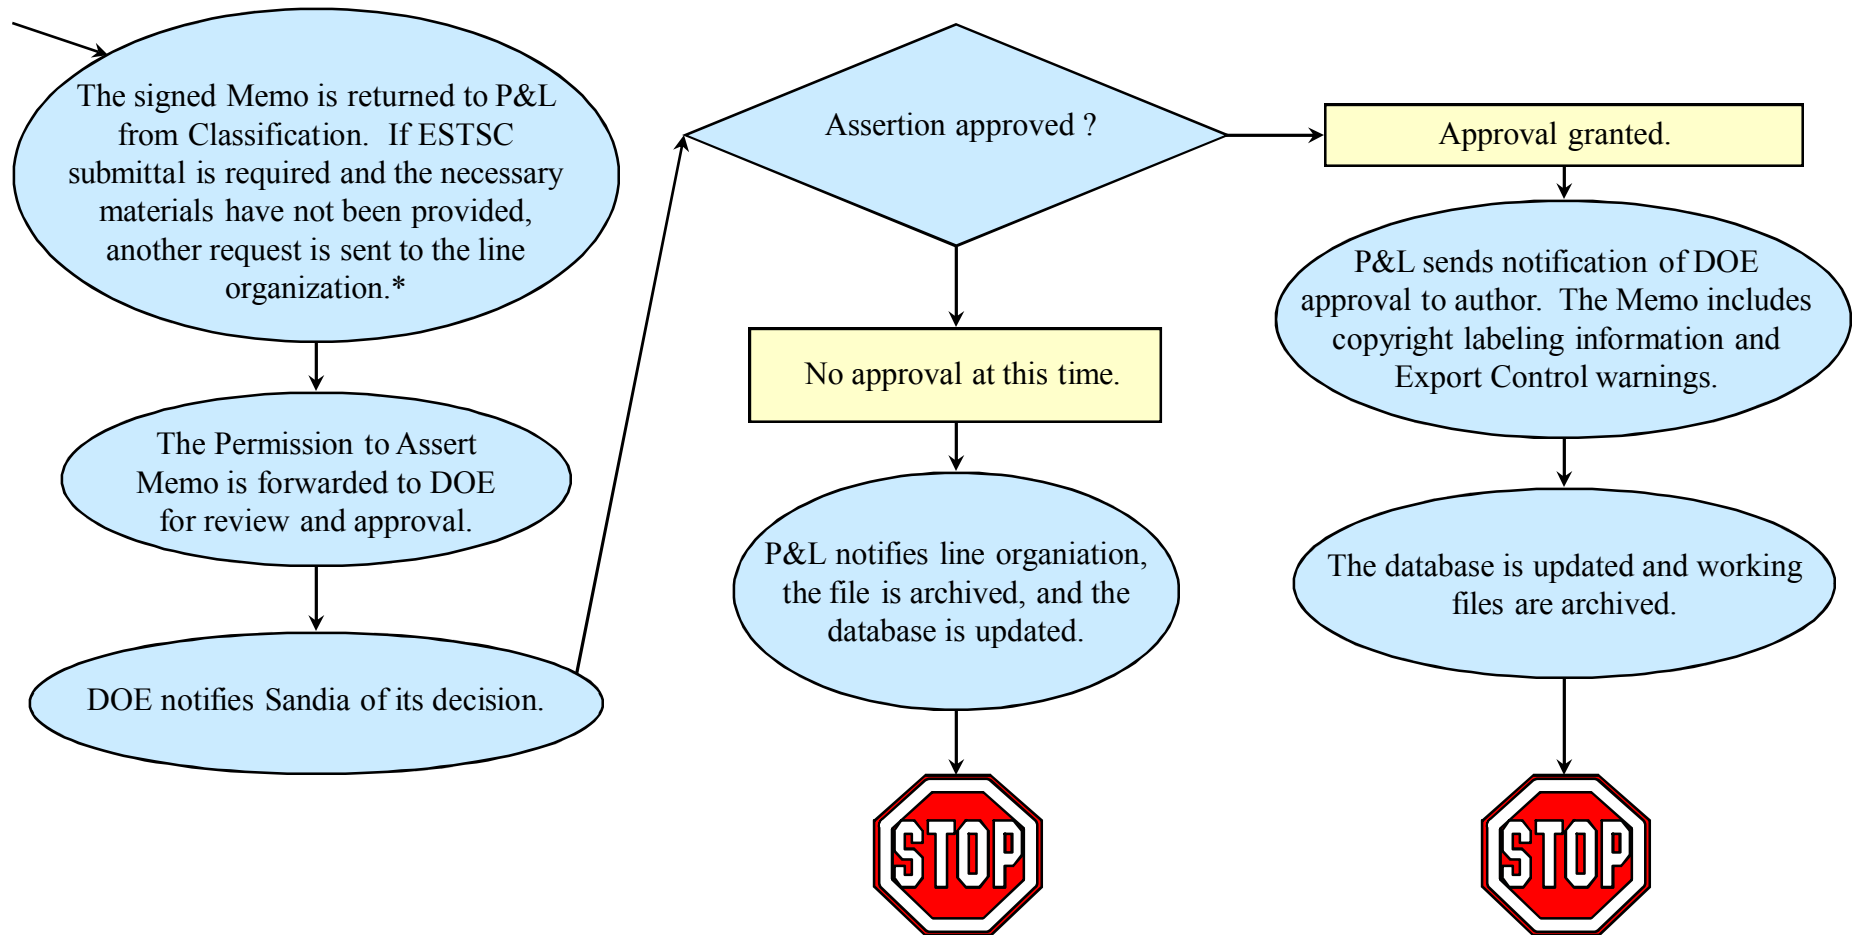 The signed Memo is returned to P&L
from Classification. If ESTSC
submittal is required and the necessary
materials have not been provided,
another request is sent to the line
organization.*
The Permission to Assert
Memo is forwarded to DOE
for review and approval.
DOE notifies Sandia of its decision.
Assertion approved ?
No approval at this time.
P&L notifies line organiation,
the file is archived, and the
database is updated.
STOP
Approval granted.
P&L sends notification of DOE
approval to author. The Memo includes
copyright labeling information and
Export Control warnings.
The database is updated and working
files are archived.
STOP